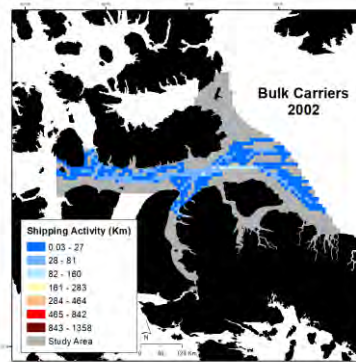 Bulk Carriers
2002
Shipping Activity (Km)
0.03 - 27
28 - 81
82 - 160
161 - 283
284 - 464
465 - 842
843 - 1358
Study Area
N